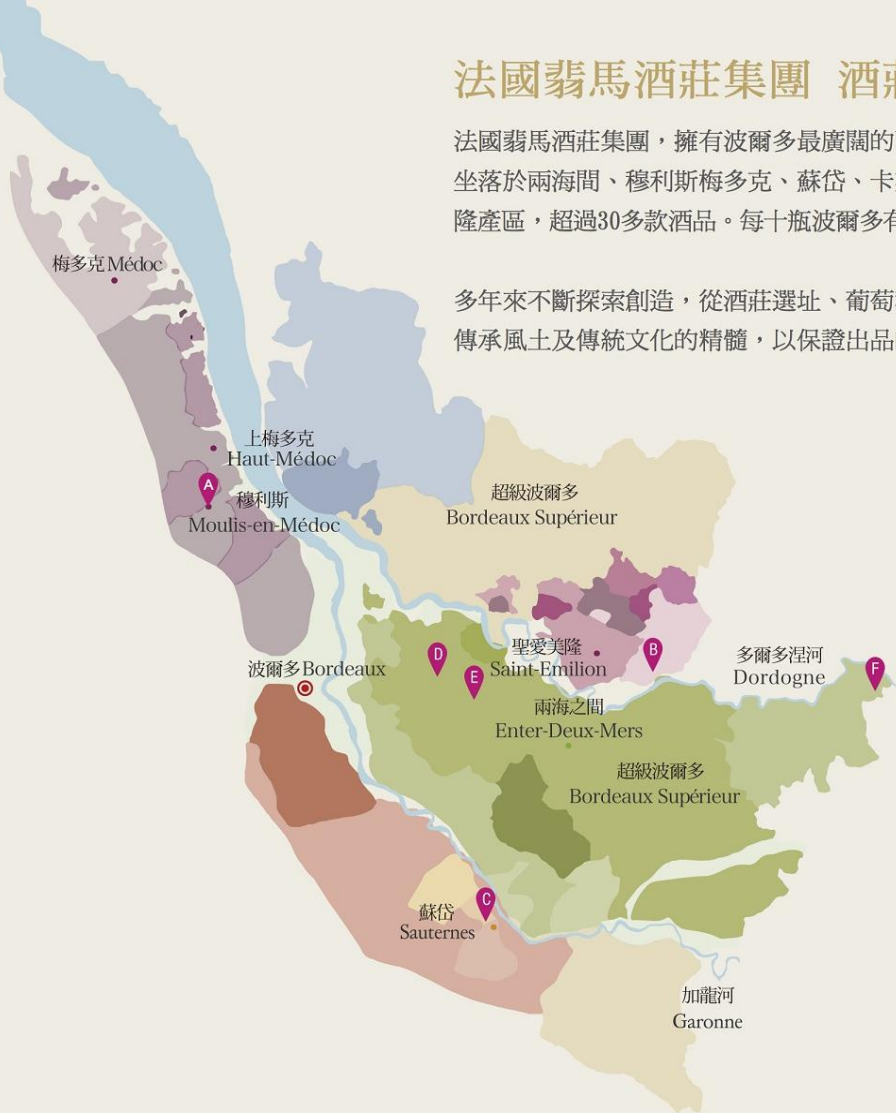 法國翡馬酒莊集團 酒莊
法國翡馬酒莊集團，擁有波爾多最廣闊的
坐落於兩海間、穆利斯梅多克、蘇岱、卡
隆產區，超過30多款酒品。每十瓶波爾多有
多年來不斷探索創造，從酒莊選址、葡萄
傳承風土及傳統文化的精髓，以保證出品
梅多克 Médoc
上梅多克
Haut-Médoc
A
穆利斯
Moulis-en-Médoc
超級波爾多
Bordeaux Supérieur
波爾多 Bordeaux
D
E
聖愛美隆
Saint-Emilion
B
多爾多涅河
Dordogne
F
兩海之間
Enter-Deux-Mers
超級波爾多
Bordeaux Supérieur
C
蘇岱
Sauternes
加龍河
Garonne